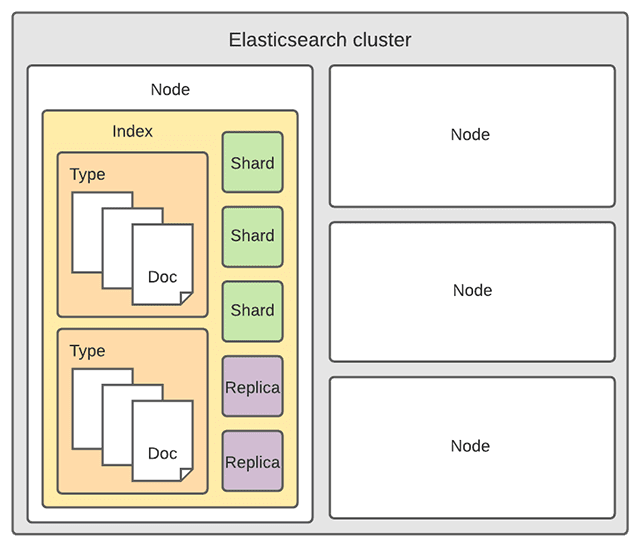 Elasticsearch cluster
Node
Index
Type
Doc
Type
Doc
Shard
Shard
Shard
Replica
Replica
Node
Node
Node